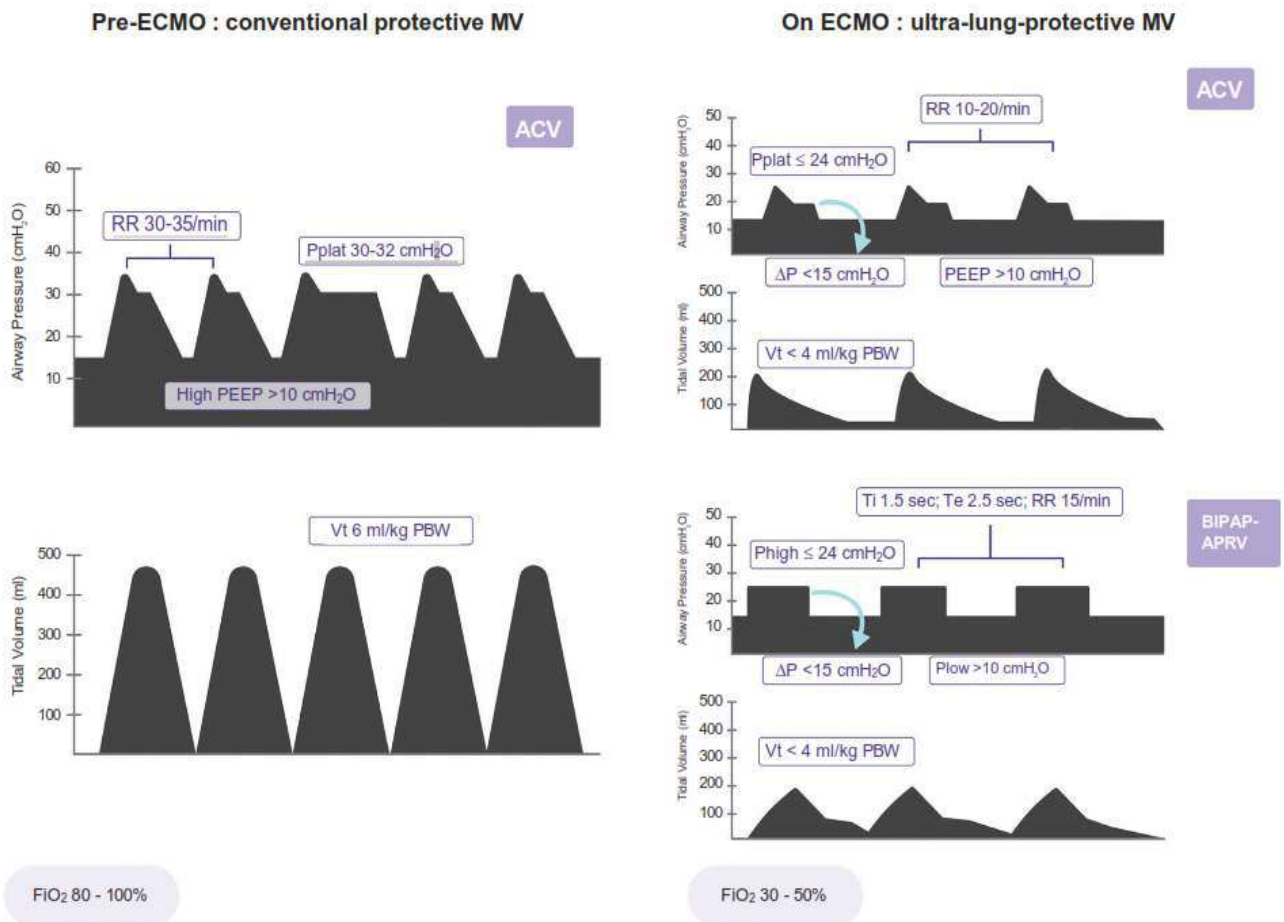 Pre-ECMO : conventional protective MV
ACV
Airway Pressure (cmH₂O)
60
50
40
30
20
10
RR 30-35/min
Pplat 30-32 cmH2O
High PEEP >10 cmH₂O
Tidal Volume (ml)
500
400
300
200
100
Vt 6 ml/kg PBW
FiO₂ 80 - 100%
On ECMO : ultra-lung-protective MV
ACV
Airway Pressure (cmH₂O)
50
40
30
20
10
RR 10-20/min
Pplat ≤ 24 cmH₂O
ΔP <15 cmH₂O
PEEP >10 cmH₂O
Tidal Volume (ml)
500
400
300
200
100
Vt < 4 ml/kg PBW
BIPAP-
APRV
Airway Pressure (cmH₂O)
50
40
30
20
10
Ti 1.5 sec; Te 2.5 sec; RR 15/min
Phigh ≤ 24 cmH₂O
ΔP <15 cmH₂O
Plow >10 cmH₂O
Tidal Volume (ml)
500
400
300
200
100
Vt < 4 ml/kg PBW
FiO₂ 30 - 50%